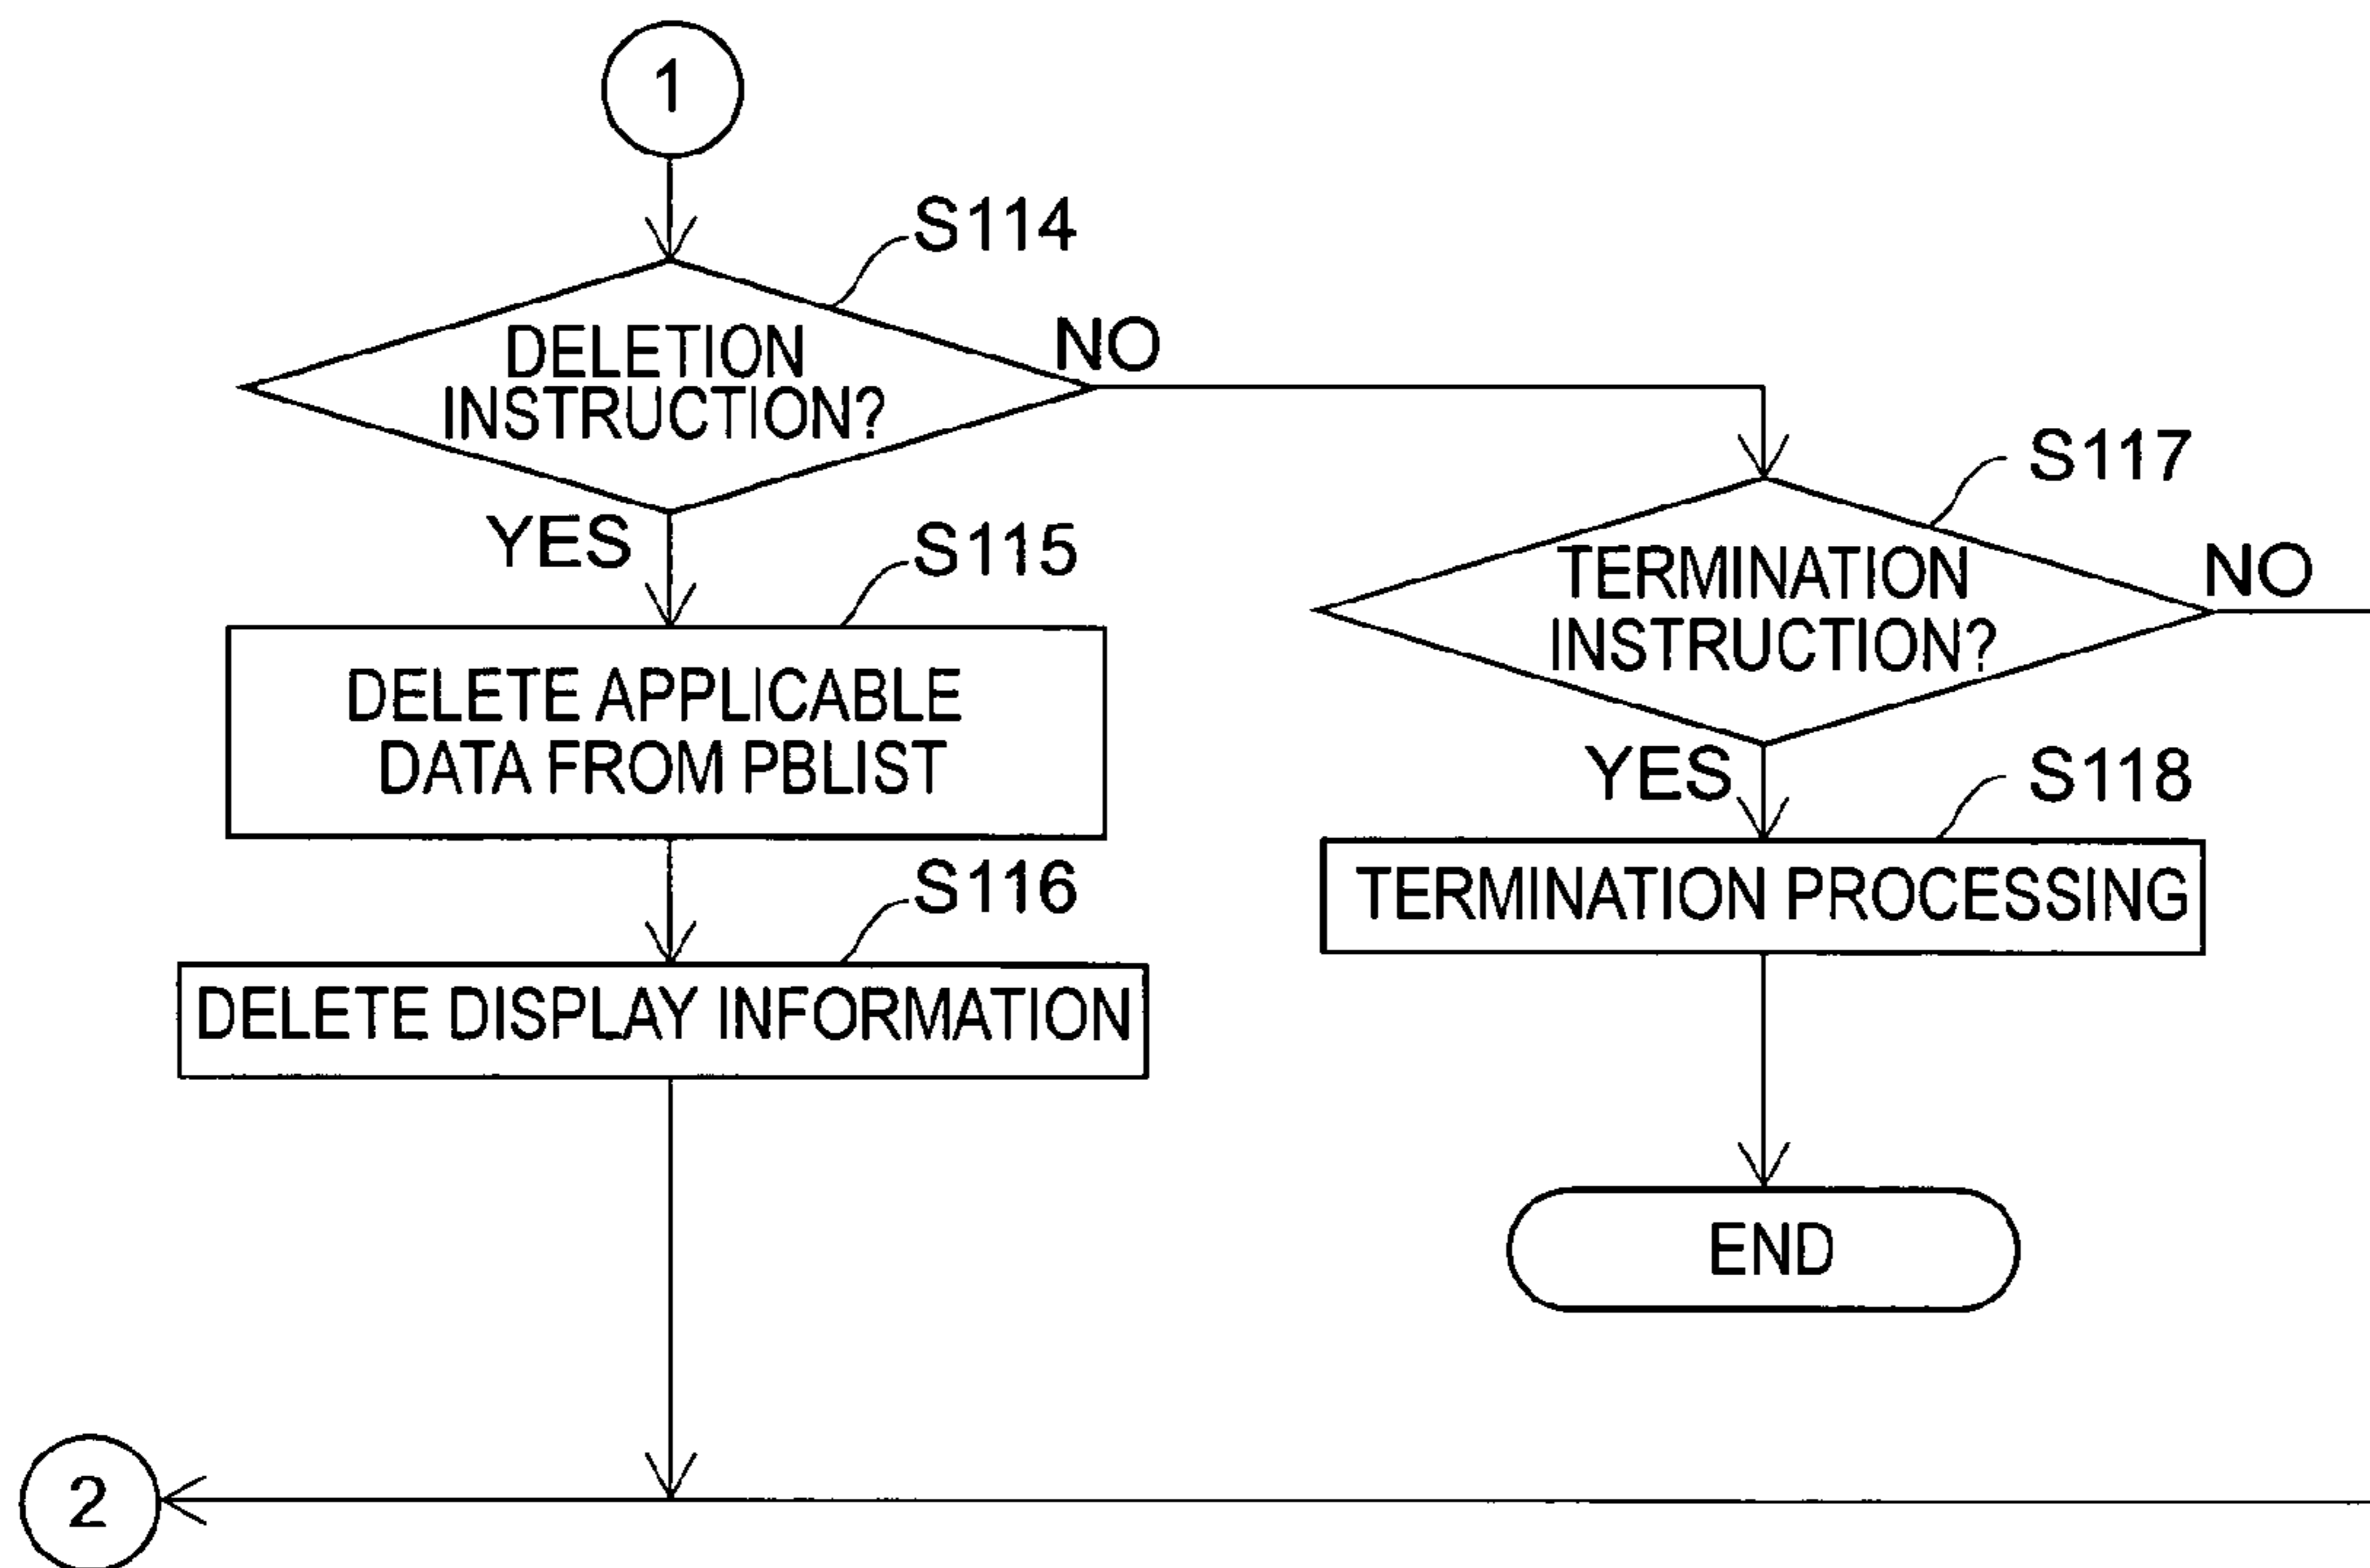 1
S114
DELETION
INSTRUCTION?
NO
YES
S115
DELETE APPLICABLE
DATA FROM PBLIST
S116
DELETE DISPLAY INFORMATION
S117
TERMINATION
INSTRUCTION?
NO
YES
S118
TERMINATION PROCESSING
END
2